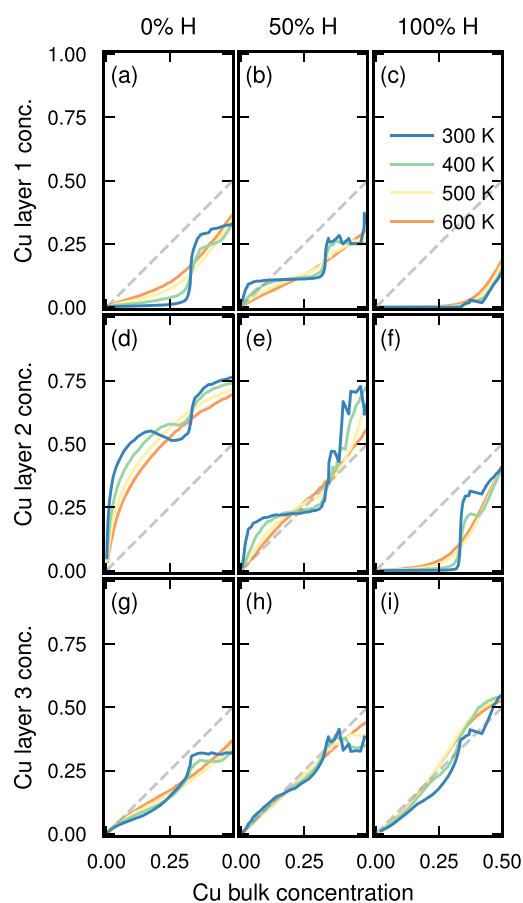 0% H 50% H 100% H
1.00 (a) (b) (c)
0.75
300 K
400 K
Cu layer 1 conc.
0.50
500 K
600 K
0.25
0.00
(d) (e) (f)
0.75
Cu layer 2 conc.
0.50
0.25
0.00
(g) (h) (i)
0.75
Cu layer 3 conc.
0.50
0.25
0.00
0.00 0.25 0.00 0.25 0.00 0.25 0.50
Cu bulk concentration